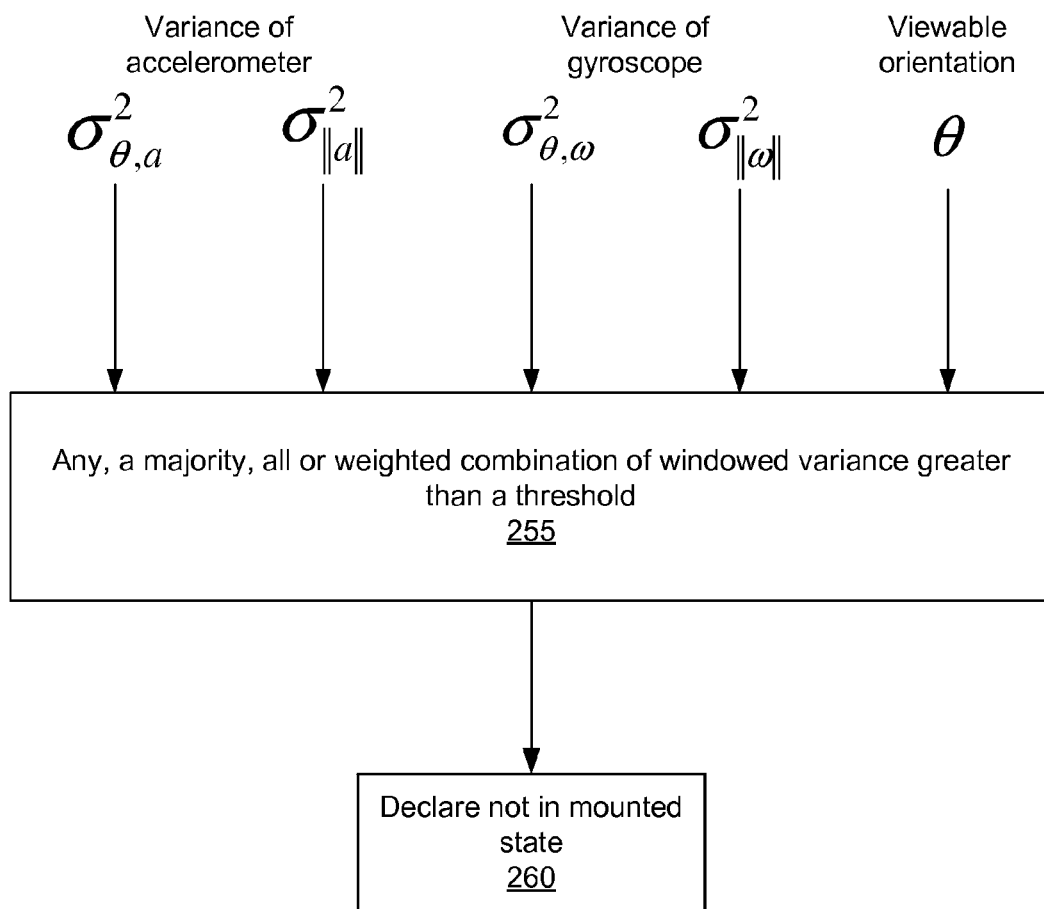 Variance of
accelerometer
Variance of
gyroscope
Viewable
orientation
σ²θ,a
σ²‖a‖
σ²θ,ω
σ²‖ω‖
θ
Any, a majority, all or weighted combination of windowed variance greater
than a threshold
255
Declare not in mounted
state
260